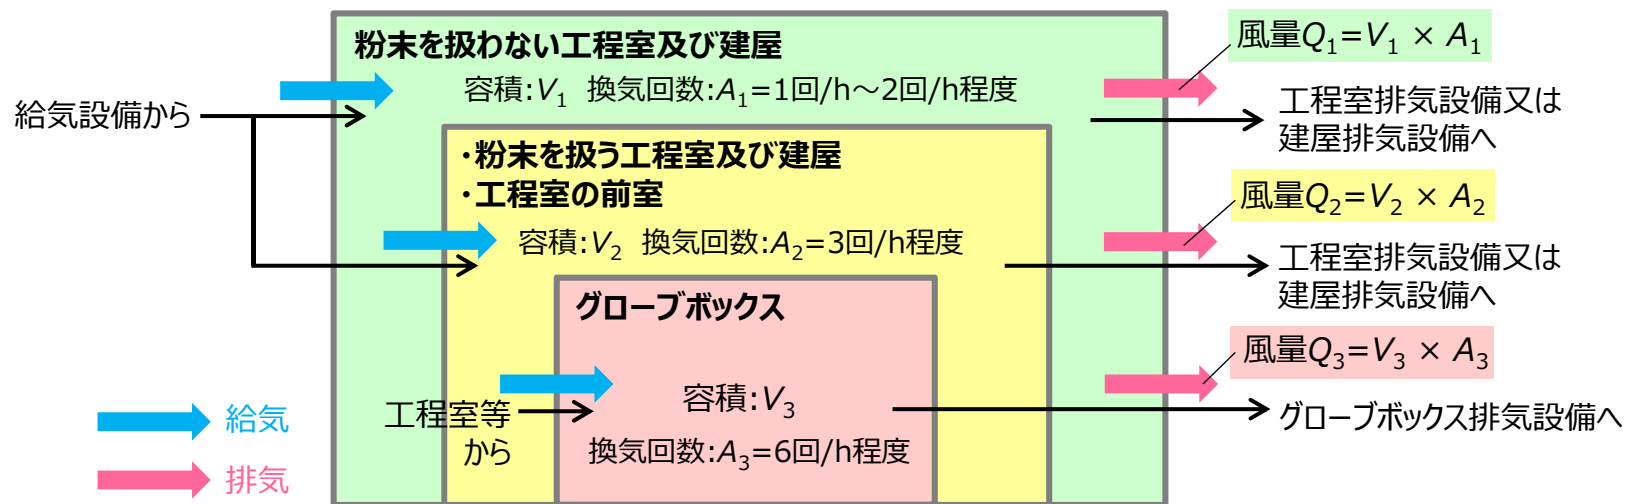 粉末を扱わない工程室及び建屋
容積:V1 換気回数:A1=1回/h～2回/h程度
風量Q1=V1 × A1
給気設備から
工程室排気設備又は
建屋排気設備へ
・粉末を扱う工程室及び建屋
・工程室の前室
容積:V2 換気回数:A2=3回/h程度
風量Q2=V2 × A2
工程室排気設備又は
建屋排気設備へ
グローブボックス
風量Q3=V3 × A3
工程室等
から
容積:V3
換気回数:A3=6回/h程度
グローブボックス排気設備へ
給気
排気